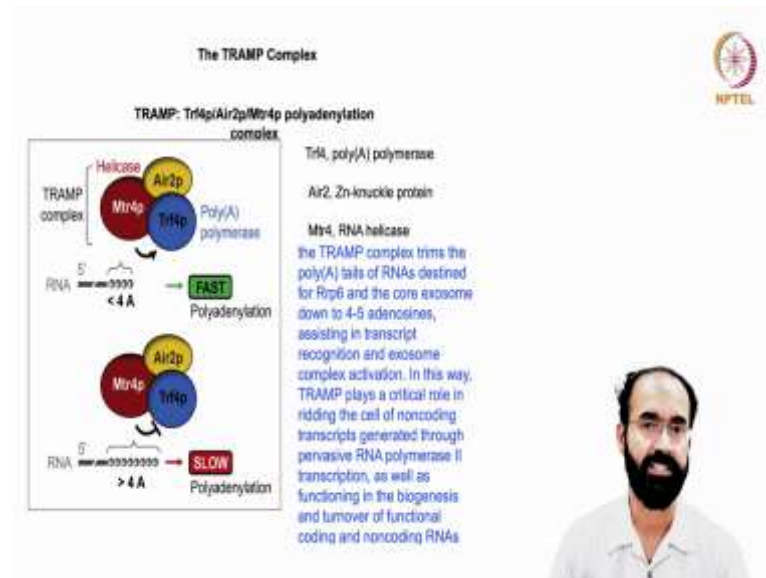 The TRAMP Complex
NPTEL
TRAMP: Trf4p/Air2p/Mtr4p polyadenylation
complex
Helicase
Air2p
TRAMP
complex
Mtr4p
Trf4p
Poly(A)
polymerase
5'
RNA
< 4 A
FAST
Polyadenylation
Air2p
Mtr4p
Trf4p
5'
RNA
> 4 A
SLOW
Polyadenylation
Trf4, poly(A) polymerase
Air2, Zn-knuckle protein
Mtr4, RNA helicase
the TRAMP complex trims the
poly(A) tails of RNAs destined
for Rrp6 and the core exosome
down to 4-5 adenosines,
assisting in transcript
recognition and exosome
complex activation. In this way,
TRAMP plays a critical role in
ridding the cell of noncoding
transcripts generated through
pervasive RNA polymerase II
transcription, as well as
functioning in the biogenesis
and turnover of functional
coding and noncoding RNAs